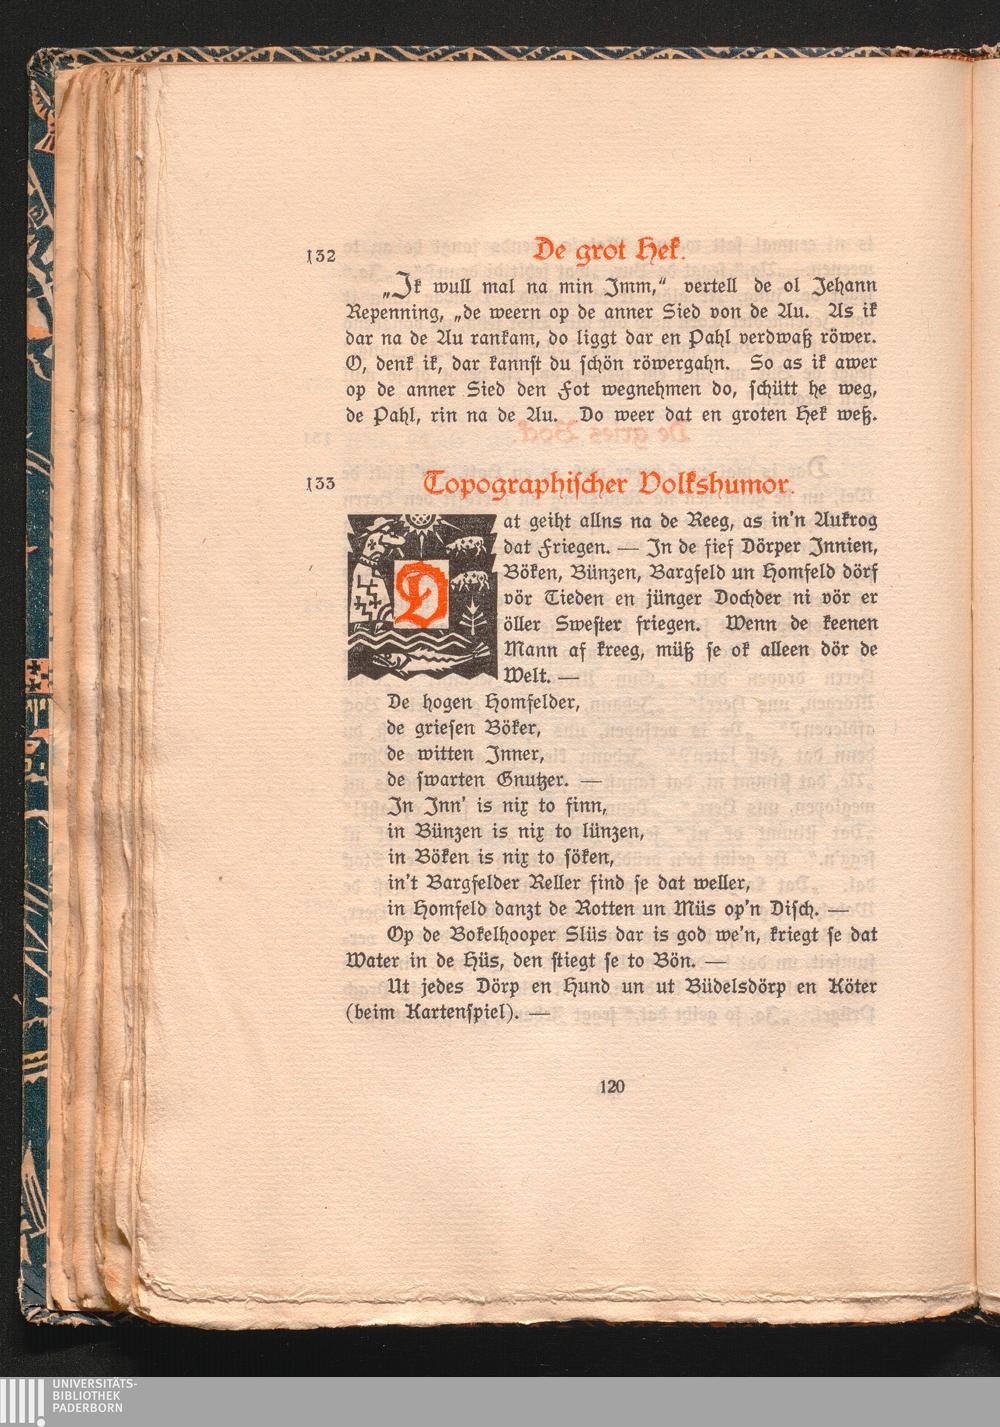 132
De grot Hek.
„Ik wull mal na min Imm,“ vertell de ol Jehann
Repenning, „de weern op de anner Sied von de Au. As ik
dar na de Au rankam, do liggt dar en Pahl verdwaß röwer.
O, denk ik, dar kannst du schön röwergahn. So as ik awer
op de anner Sied den Fot wegnehmen do, schütt he weg,
de Pahl, rin na de Au. Do weer dat en groten Hek weß.
133
Topographischer Volkshumor.
Dat geiht allns na de Reeg, as in'n Aukrog
dat Friegen. — In de fief Dörper Innien,
Böken, Bünzen, Bargfeld un Homfeld dörf
vör Tieden en jünger Dochder ni vör er
öller Swester friegen. Wenn de keenen
Mann af kreeg, müß se ok alleen dör de
Welt. —
De hogen Homfelder,
de griesen Böker,
de witten Inner,
de swarten Gnutzer. —
In Inn' is nix to finn,
in Bünzen is nix to lünzen,
in Böken is nix to söken,
in't Bargfelder Reller find se dat weller,
in Homfeld danzt de Rotten un Müs op'n Disch. —
Op de Bokelhooper Slüs dar is god we'n, kriegt se dat
Water in de Hüs, den stiegt se to Bön. —
Ut jedes Dörp en Hund un ut Büdelsdörp en Köter
(beim Kartenspiel). —
120
UNIVERSITÄTS-
BIBLIOTHEK
PADERBORN